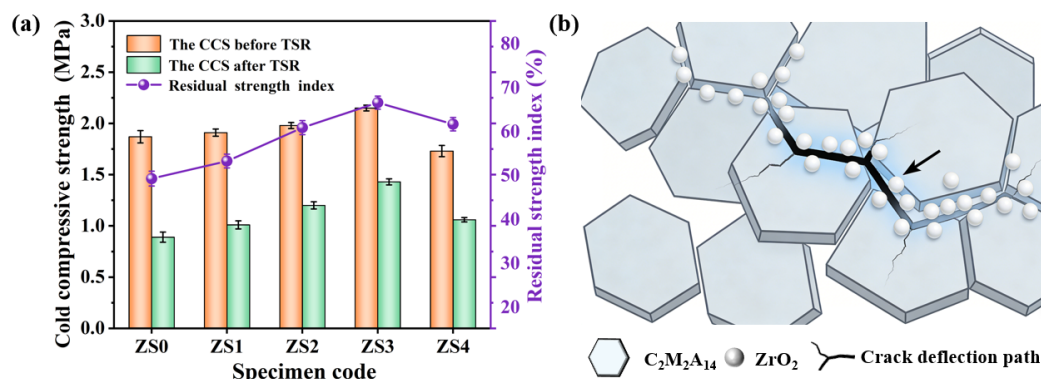 (a)
Cold compressive strength (MPa)
3.0
2.5
2.0
1.5
1.0
0.5
0.0
The CCS before TSR
The CCS after TSR
Residual strength index
80
70
60
50
40
30
20
Residual strength index (%)
ZS0 ZS1 ZS2 ZS3 ZS4
Specimen code
(b)
C₂M₂A₁₄ ZrO₂ Crack deflection path